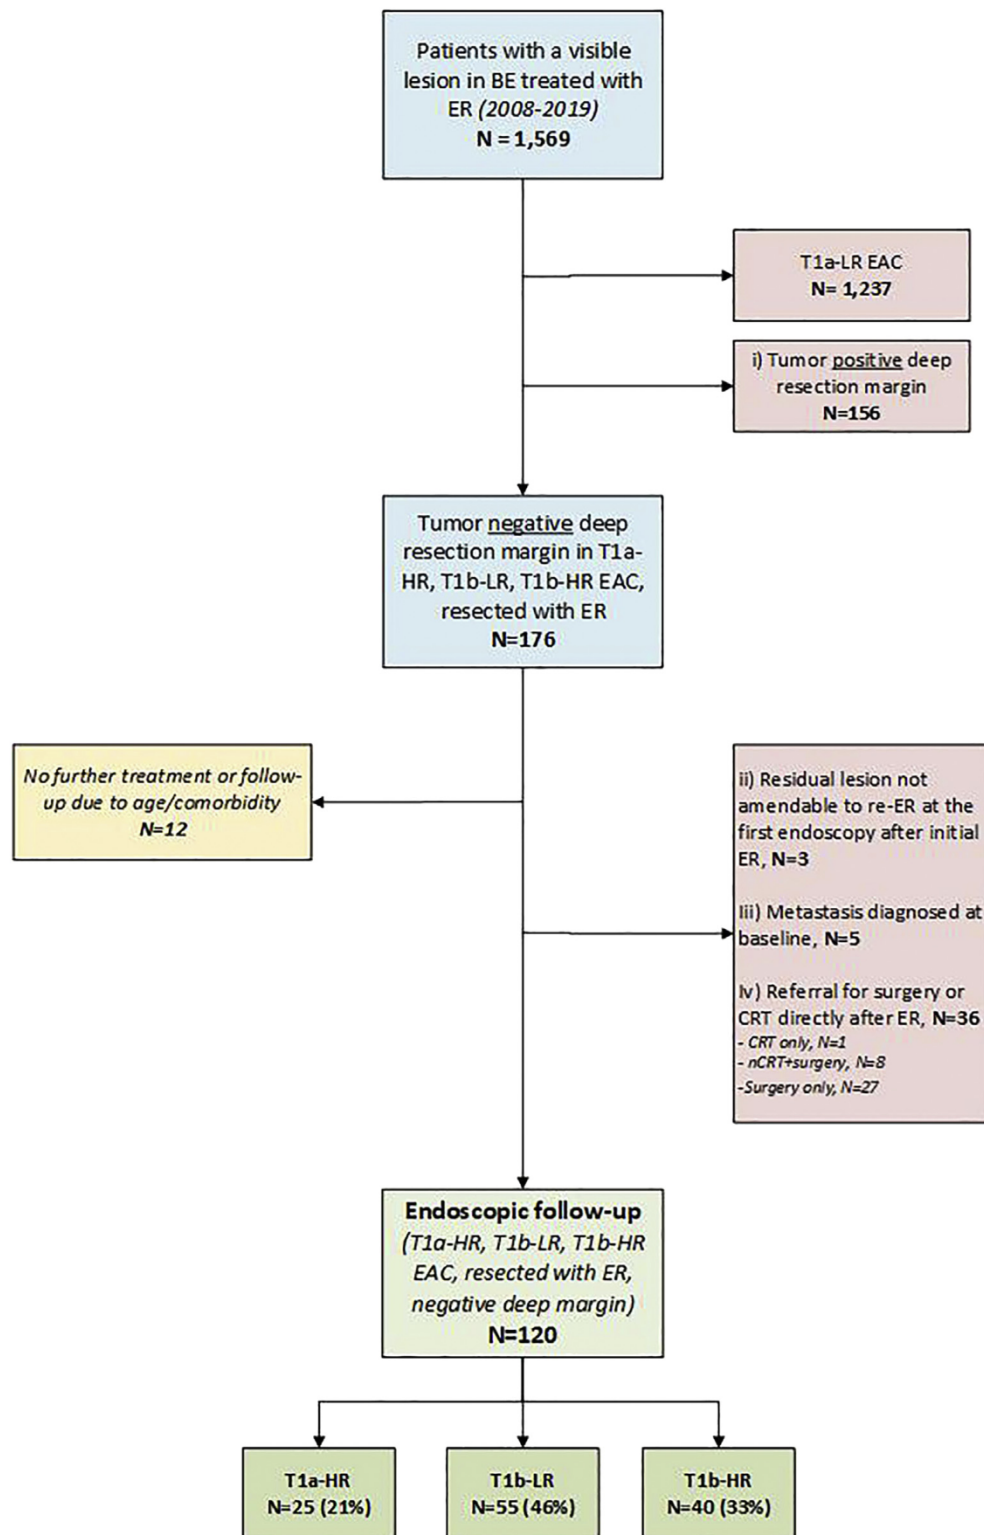 Patients with a visible
lesion in BE treated with
ER (2008-2019)
N = 1,569
T1a-LR EAC
N= 1,237
i) Tumor positive deep
resection margin
N=156
Tumor negative deep
resection margin in T1a-
HR, T1b-LR, T1b-HR EAC,
resected with ER
N=176
No further treatment or follow-
up due to age/comorbidity
N=12
ii) Residual lesion not
amendable to re-ER at the
first endoscopy after initial
ER, N=3
Iii) Metastasis diagnosed at
baseline, N=5
Iv) Referral for surgery or
CRT directly after ER, N=36
- CRT only, N=1
- nCRT+surgery, N=8
-Surgery only, N=27
Endoscopic follow-up
(T1a-HR, T1b-LR, T1b-HR
EAC, resected with ER,
negative deep margin)
N=120
T1a-HR
N=25 (21%)
T1b-LR
N=55 (46%)
T1b-HR
N=40 (33%)